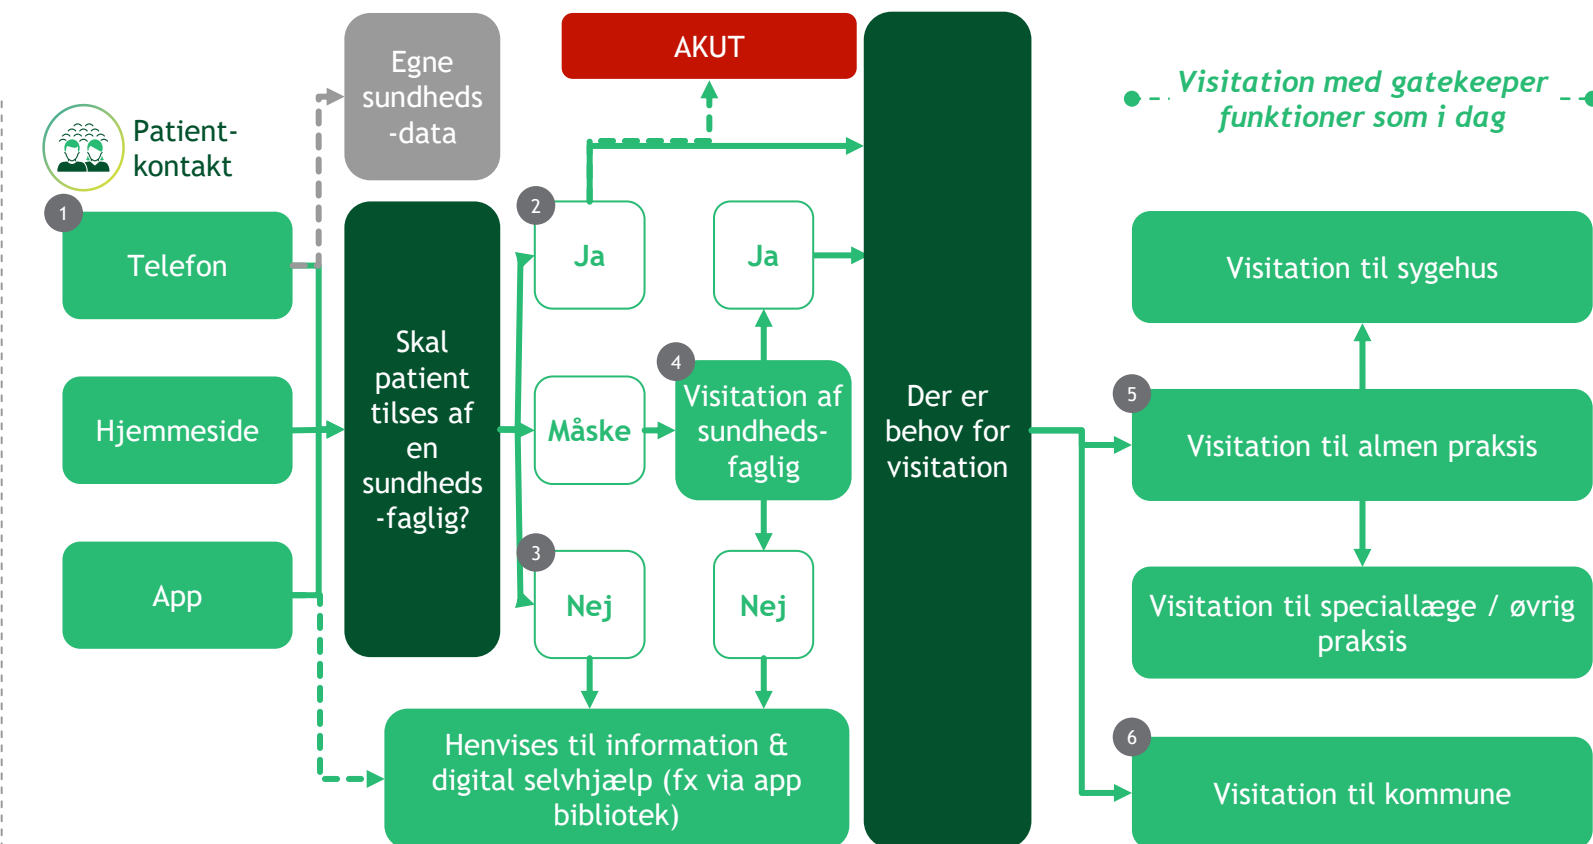 Patient-
kontakt
1
Telefon
Hjemmeside
App
Egne
sundheds
-data
Skal
patient
tilses af
en
sundheds
-faglig?
AKUT
2
Ja
Måske
3
Nej
Ja
4
Visitation af
sundheds-
faglig
Nej
Henvises til information &
digital selvhjælp (fx via app
bibliotek)
Der er
behov for
visitation
Visitation med gatekeeper
funktioner som i dag
Visitation til sygehus
5
Visitation til almen praksis
Visitation til speciallæge / øvrig
praksis
6
Visitation til kommune